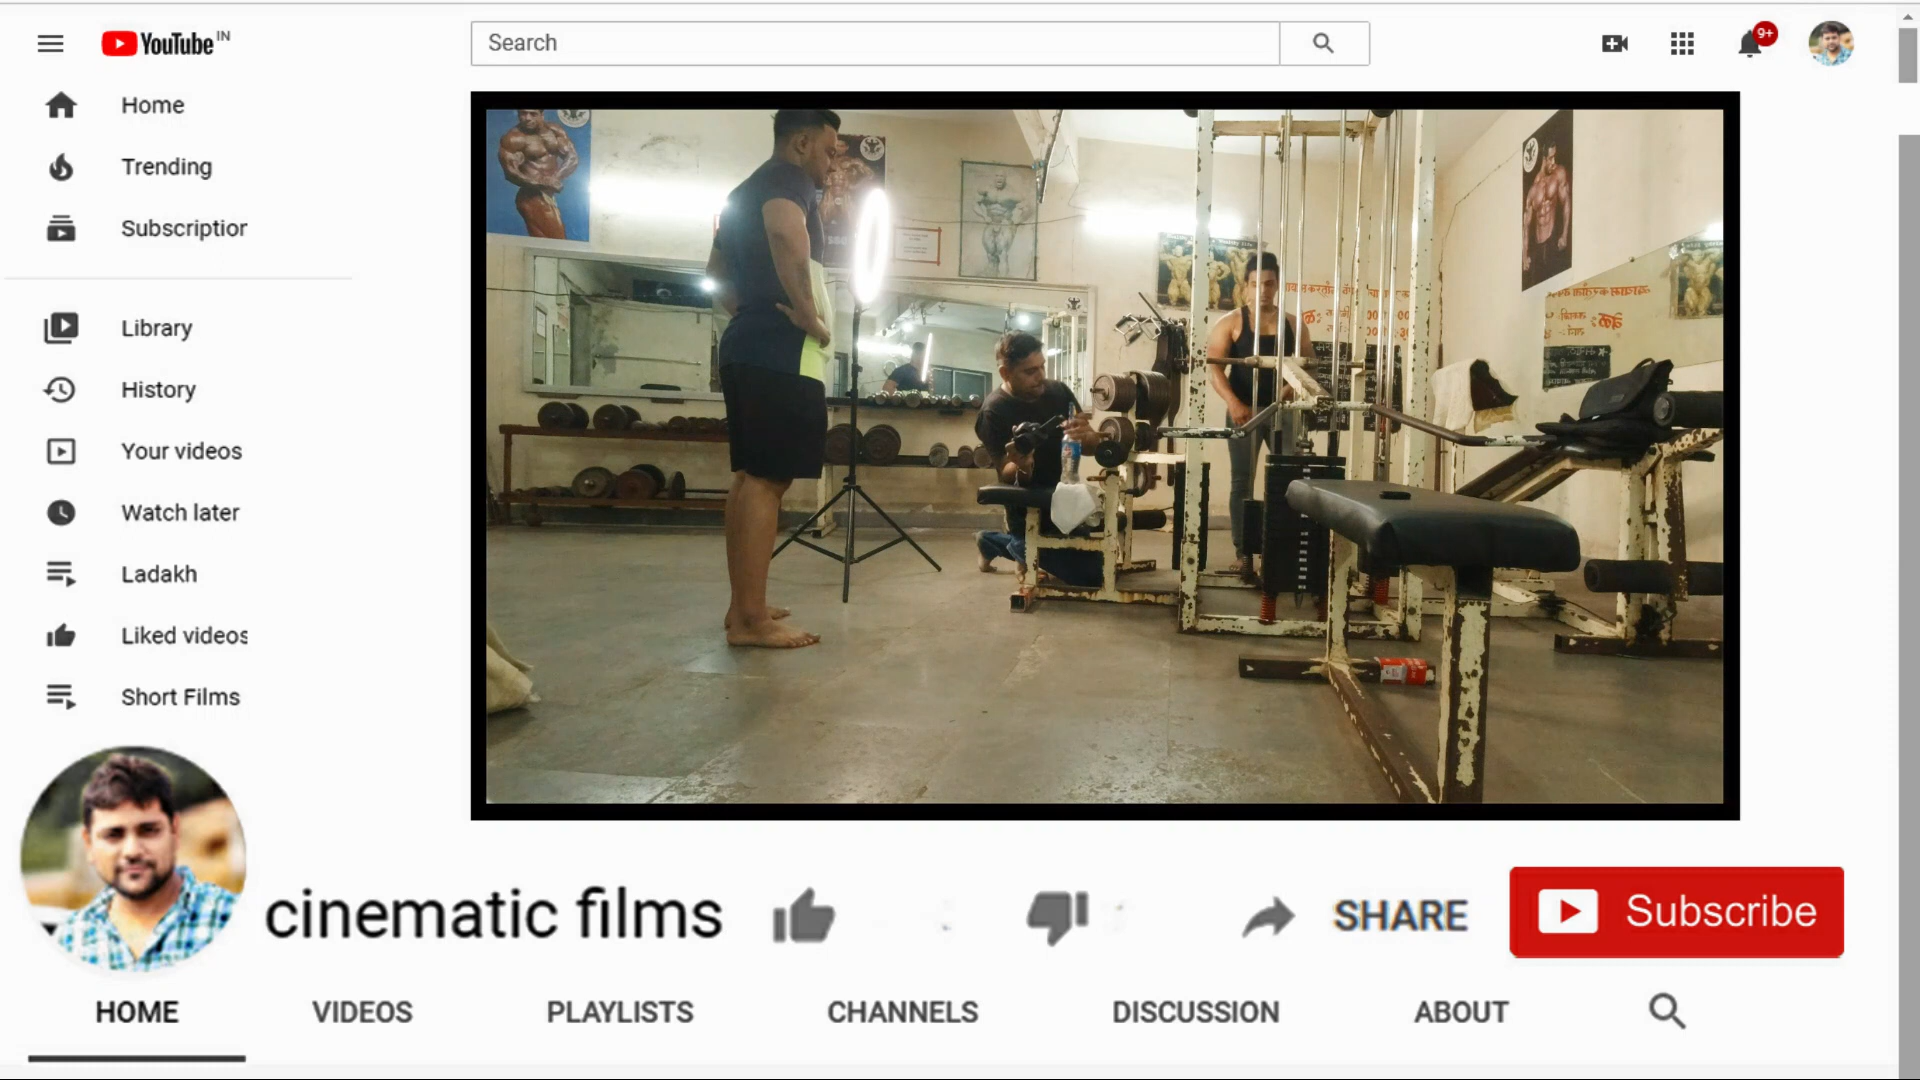 YouTube IN
Search
9+
Home
Trending
Subscription
Library
History
Your videos
Watch later
Ladakh
Liked videos
Short Films
cinematic films
SHARE
Subscribe
HOME
VIDEOS
PLAYLISTS
CHANNELS
DISCUSSION
ABOUT